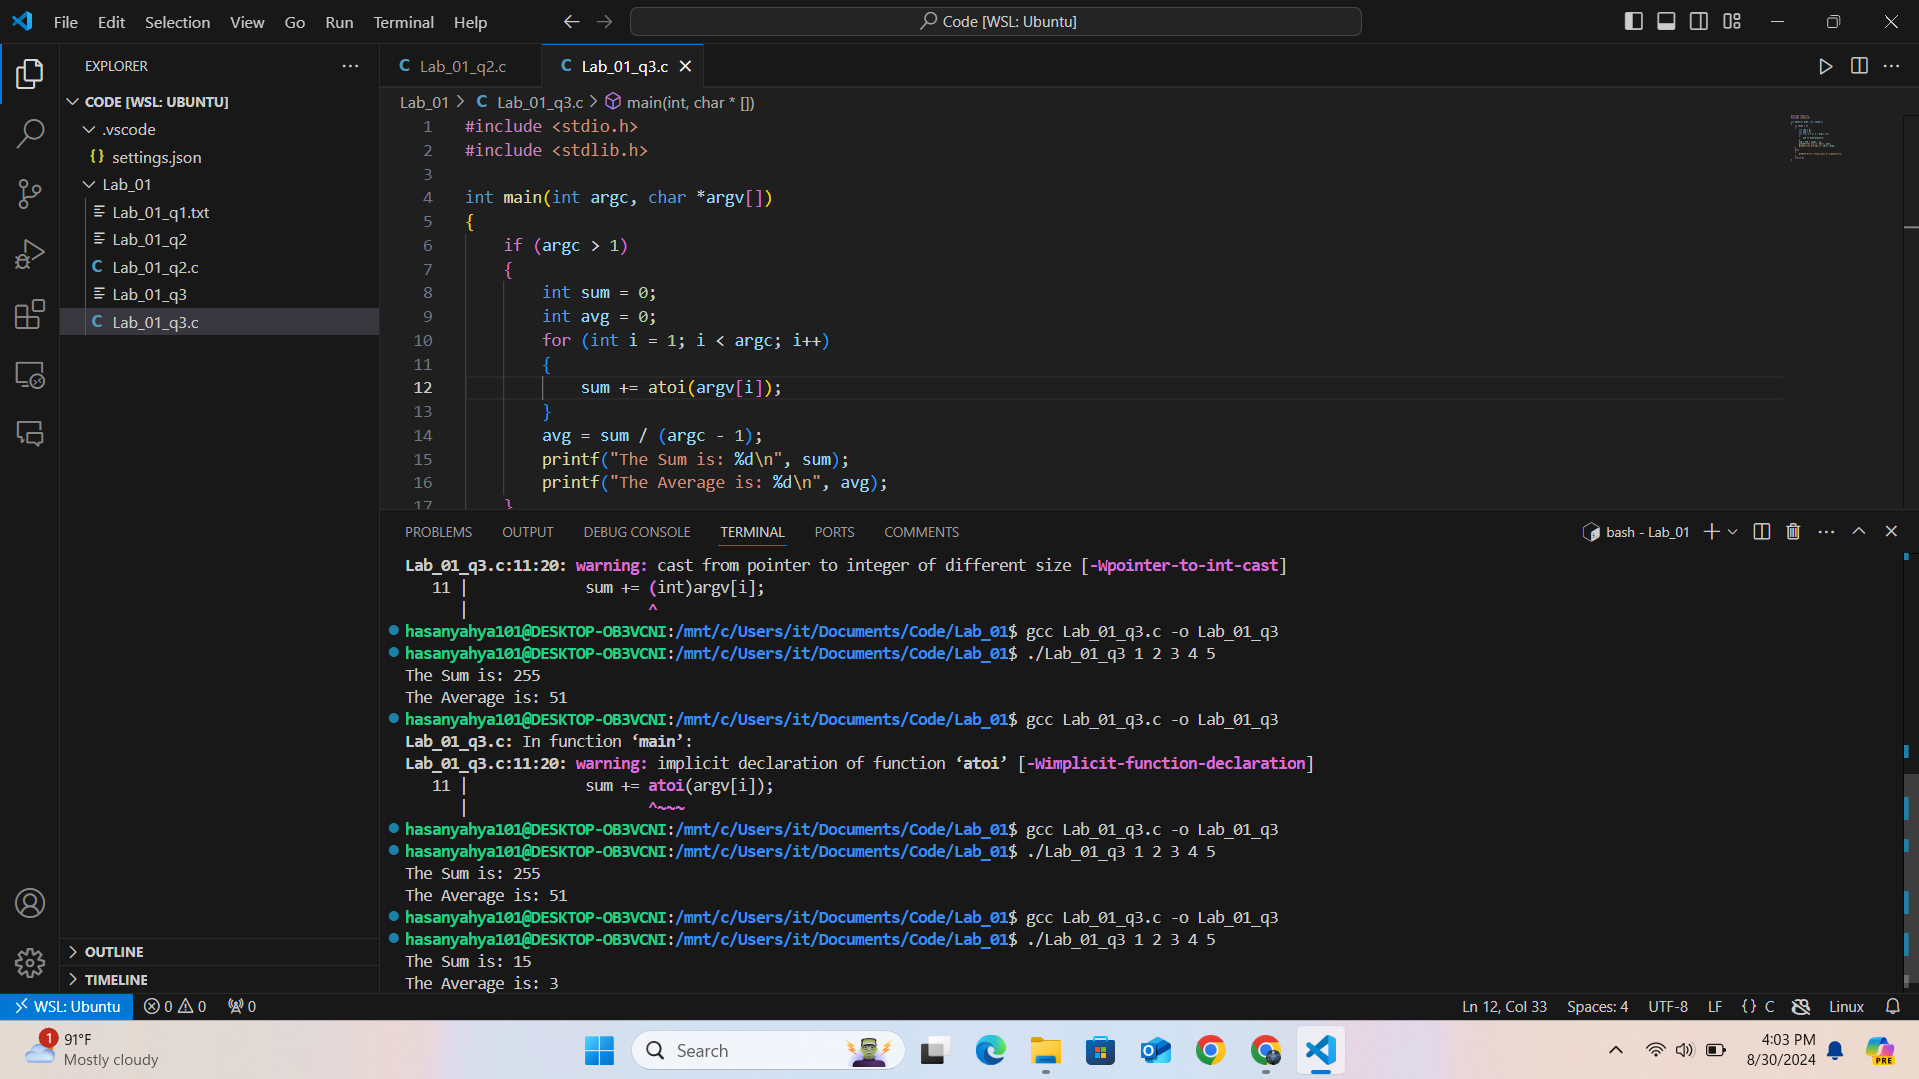 File Edit Selection View Go Run Terminal Help
Code [WSL: Ubuntu]
EXPLORER
CODE [WSL: UBUNTU]
.vscode
{} settings.json
Lab_01
Lab_01_q1.txt
Lab_01_q2
C Lab_01_q2.c
Lab_01_q3
C Lab_01_q3.c
OUTLINE
TIMELINE
C Lab_01_q2.c
C Lab_01_q3.c
Lab_01 > C Lab_01_q3.c > main(int, char * [])
1 #include <stdio.h>
2 #include <stdlib.h>
3
4 int main(int argc, char *argv[])
5 {
6 if (argc > 1)
7 {
8 int sum = 0;
9 int avg = 0;
10 for (int i = 1; i < argc; i++)
11 {
12 sum += atoi(argv[i]);
13 }
14 avg = sum / (argc - 1);
15 printf("The Sum is: %d\n", sum);
16 printf("The Average is: %d\n", avg);
17 }
PROBLEMS OUTPUT DEBUG CONSOLE TERMINAL PORTS COMMENTS
bash - Lab_01
Lab_01_q3.c:11:20: warning: cast from pointer to integer of different size [-Wpointer-to-int-cast]
11 | sum += (int)argv[i];
| ^
hasanyahya101@DESKTOP-OB3VCNI:/mnt/c/Users/it/Documents/Code/Lab_01$ gcc Lab_01_q3.c -o Lab_01_q3
hasanyahya101@DESKTOP-OB3VCNI:/mnt/c/Users/it/Documents/Code/Lab_01$ ./Lab_01_q3 1 2 3 4 5
The Sum is: 255
The Average is: 51
hasanyahya101@DESKTOP-OB3VCNI:/mnt/c/Users/it/Documents/Code/Lab_01$ gcc Lab_01_q3.c -o Lab_01_q3
Lab_01_q3.c: In function ‘main’:
Lab_01_q3.c:11:20: warning: implicit declaration of function ‘atoi’ [-Wimplicit-function-declaration]
11 | sum += atoi(argv[i]);
| ^~~~
hasanyahya101@DESKTOP-OB3VCNI:/mnt/c/Users/it/Documents/Code/Lab_01$ gcc Lab_01_q3.c -o Lab_01_q3
hasanyahya101@DESKTOP-OB3VCNI:/mnt/c/Users/it/Documents/Code/Lab_01$ ./Lab_01_q3 1 2 3 4 5
The Sum is: 255
The Average is: 51
hasanyahya101@DESKTOP-OB3VCNI:/mnt/c/Users/it/Documents/Code/Lab_01$ gcc Lab_01_q3.c -o Lab_01_q3
hasanyahya101@DESKTOP-OB3VCNI:/mnt/c/Users/it/Documents/Code/Lab_01$ ./Lab_01_q3 1 2 3 4 5
The Sum is: 15
The Average is: 3
WSL: Ubuntu 0 0 0
Ln 12, Col 33 Spaces: 4 UTF-8 LF {} C Linux
1
91°F
Mostly cloudy
Search
4:03 PM
8/30/2024
PRE